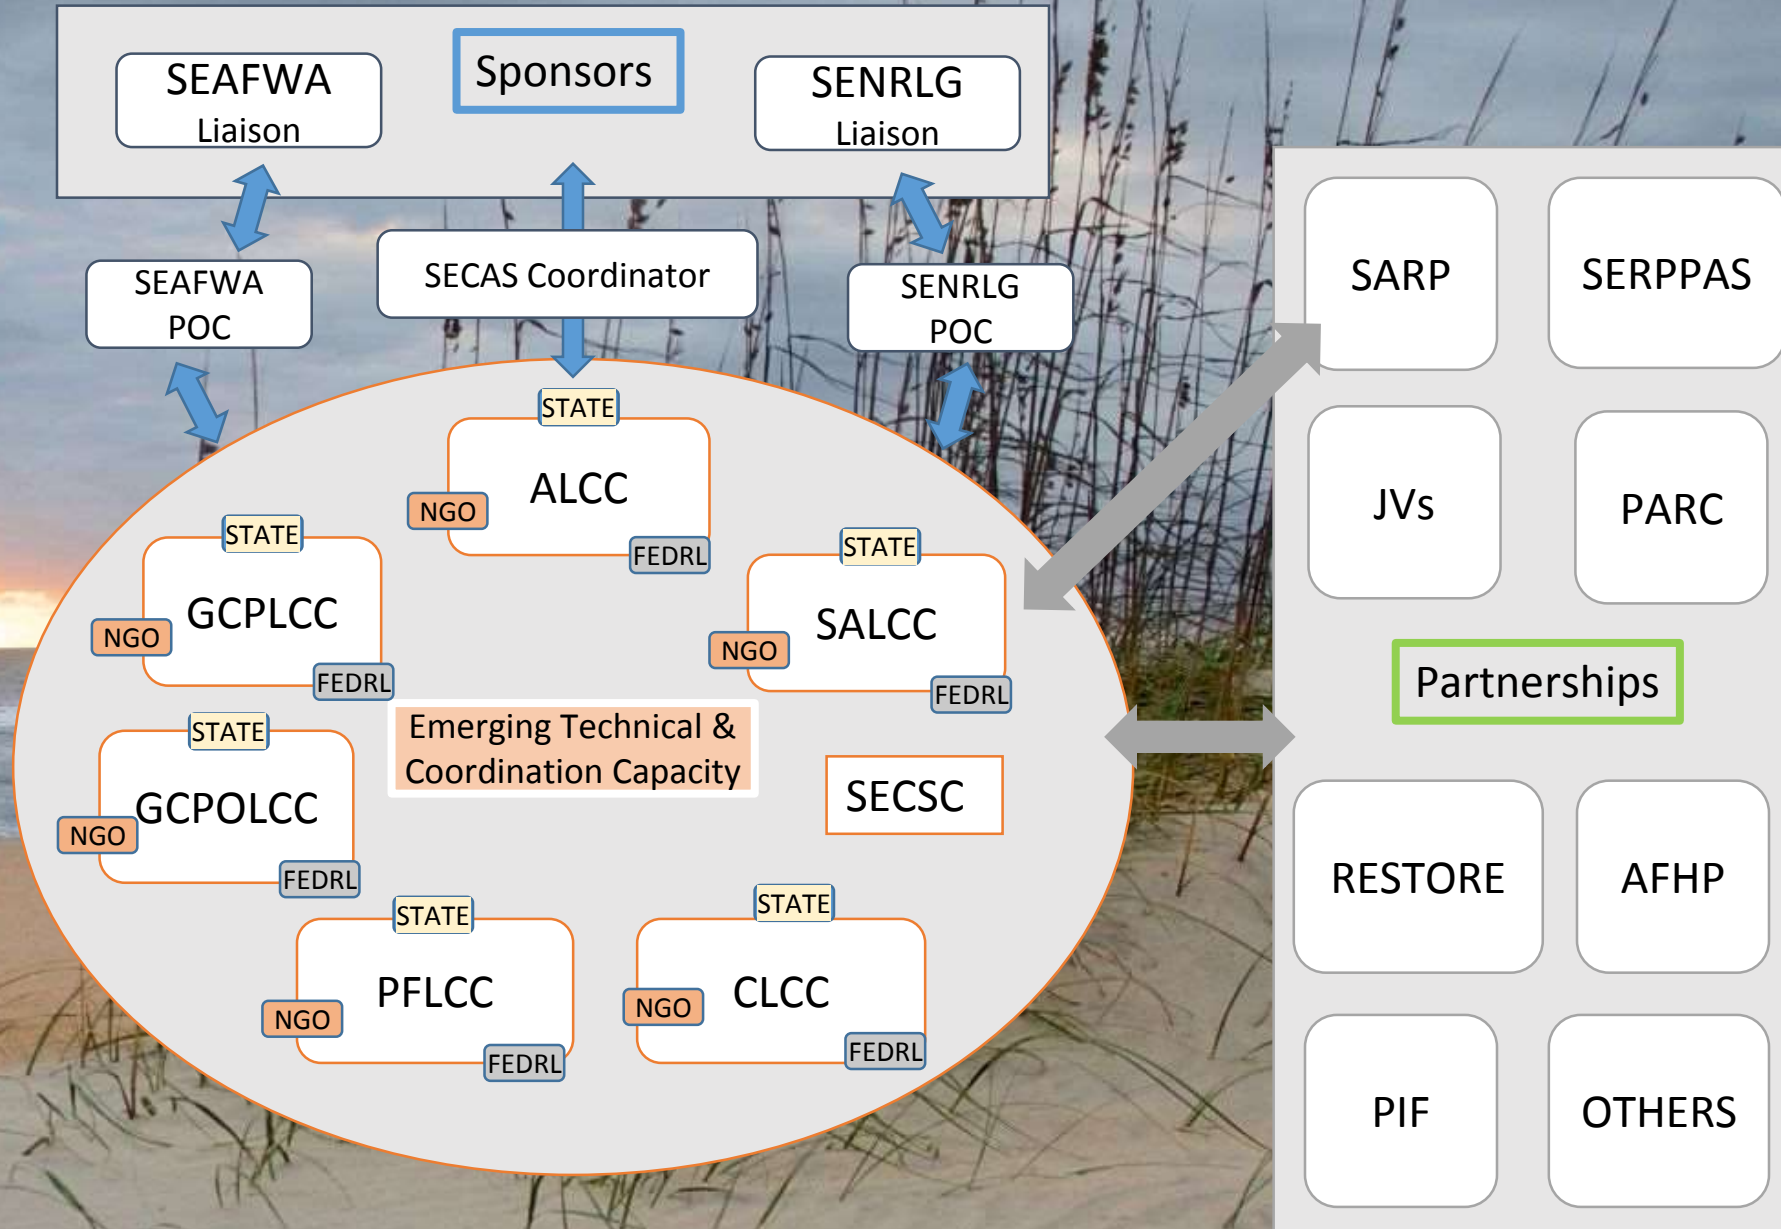 Sponsors
SEAFWA
Liaison
SENRLG
Liaison
SEAFWA
POC
SECAS Coordinator
SENRLG
POC
STATE
ALCC
NGO
FEDRL
STATE
GCPLCC
NGO
FEDRL
STATE
SALCC
NGO
FEDRL
Emerging Technical &
Coordination Capacity
STATE
GCPOLCC
NGO
FEDRL
SECSC
STATE
PFLCC
NGO
FEDRL
STATE
CLCC
NGO
FEDRL
SARP
SERPPAS
JVs
PARC
Partnerships
RESTORE
AFHP
PIF
OTHERS